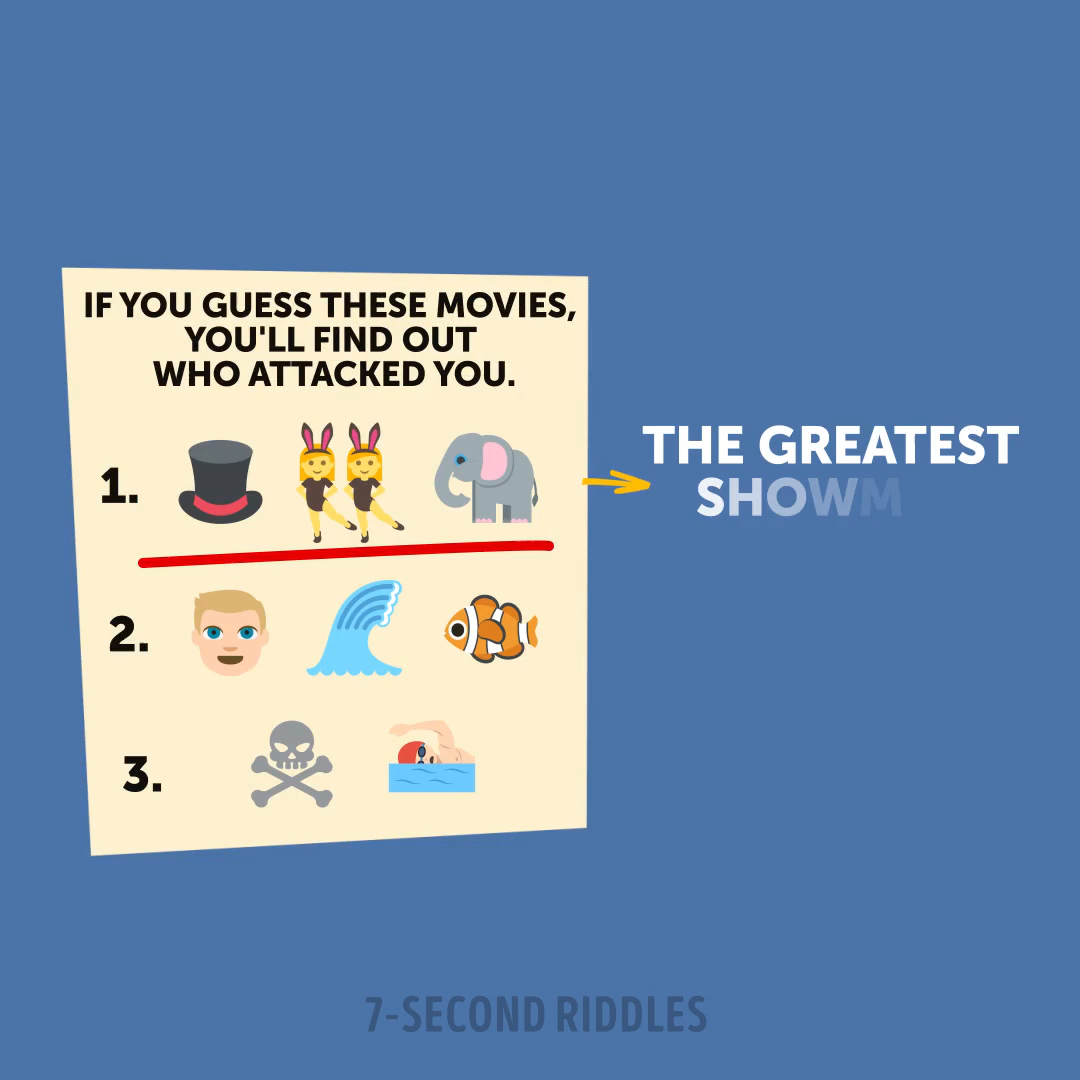 IF YOU GUESS THESE MOVIES,
YOU'LL FIND OUT
WHO ATTACKED YOU.
1.
THE GREATEST
SHOWM
2.
3.
7-SECOND RIDDLES